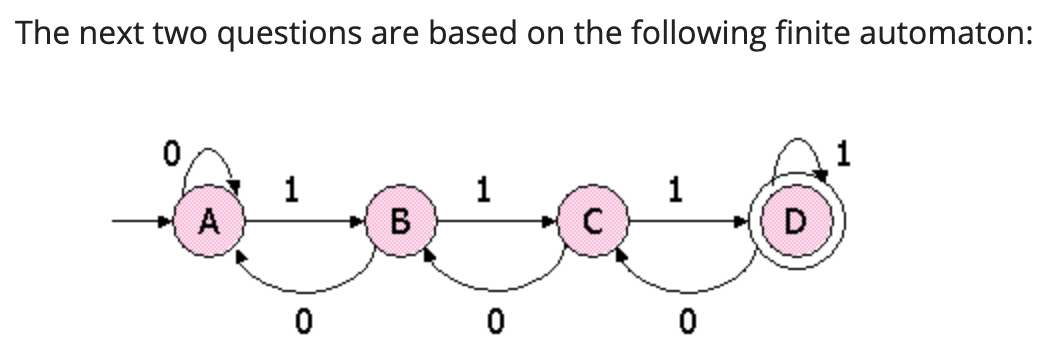 The next two questions are based on the following finite automaton:
0 1
1 1 1
A B C D
0 0 0